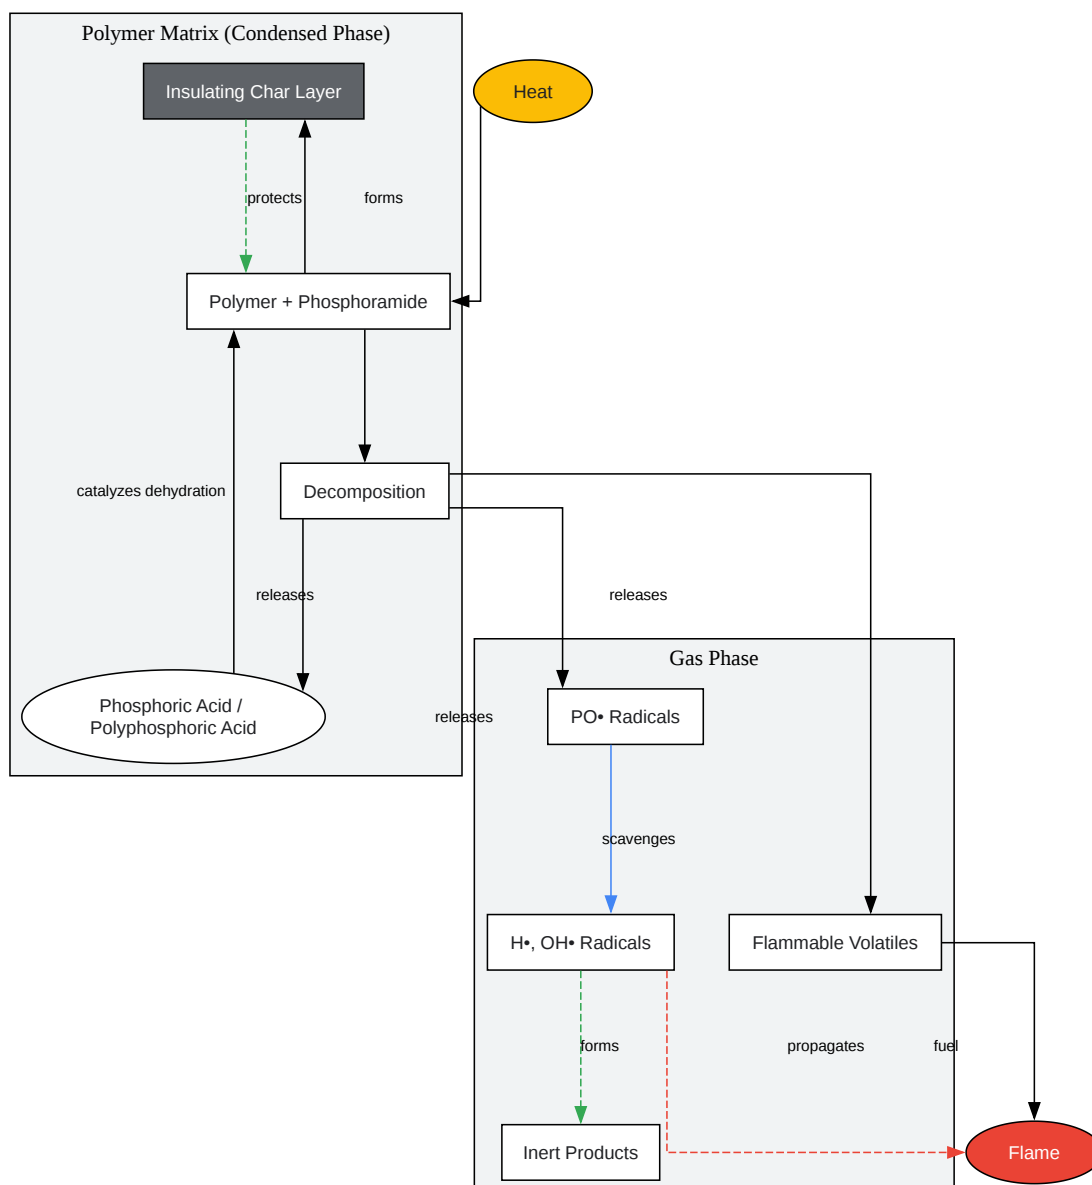 Polymer Matrix (Condensed Phase)
Insulating Char Layer
Heat
protects
forms
Polymer + Phosphoramide
catalyzes dehydration
Decomposition
releases
releases
Gas Phase
Phosphoric Acid /
Polyphosphoric Acid
releases
PO• Radicals
scavenges
H•, OH• Radicals
Flammable Volatiles
forms
propagates
fuel
Inert Products
Flame